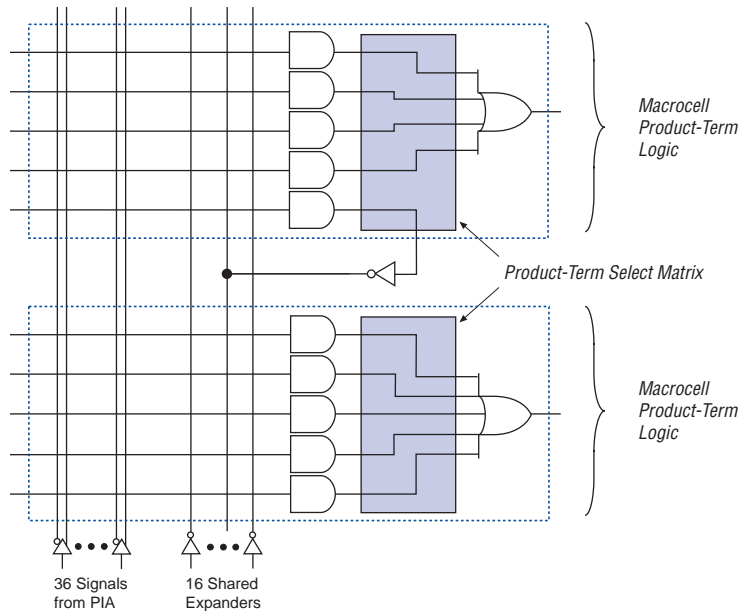 Macrocell
Product-Term
Logic
Product-Term Select Matrix
Macrocell
Product-Term
Logic
36 Signals
from PIA
16 Shared
Expanders